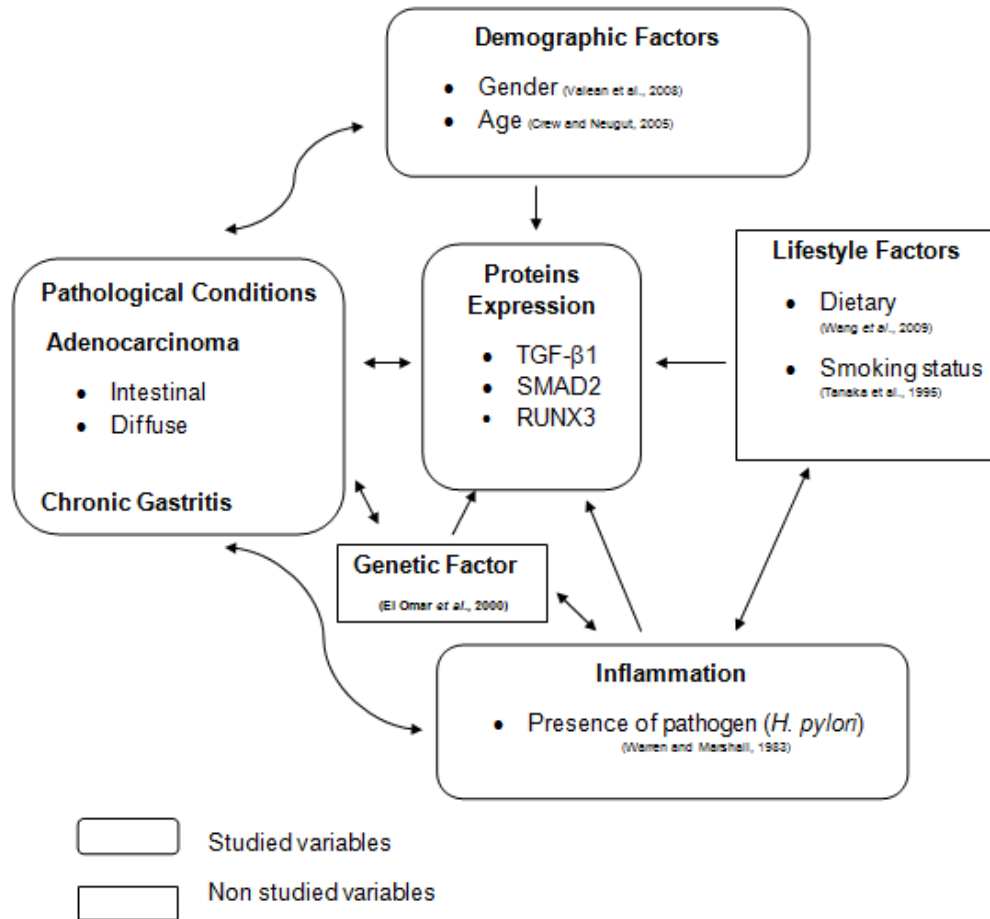 Demographic Factors
• Gender (Valean et al., 2008)
• Age (Crew and Neugut, 2005)
Pathological Conditions
Adenocarcinoma
• Intestinal
• Diffuse
Chronic Gastritis
Proteins
Expression
• TGF-β1
• SMAD2
• RUNX3
Lifestyle Factors
• Dietary
(Wang et al., 2009)
• Smoking status
(Tanaka et al., 1995)
Genetic Factor
(El Omar et al., 2000)
Inflammation
• Presence of pathogen (H. pylori)
(Warren and Marshall, 1983)
Studied variables
Non studied variables